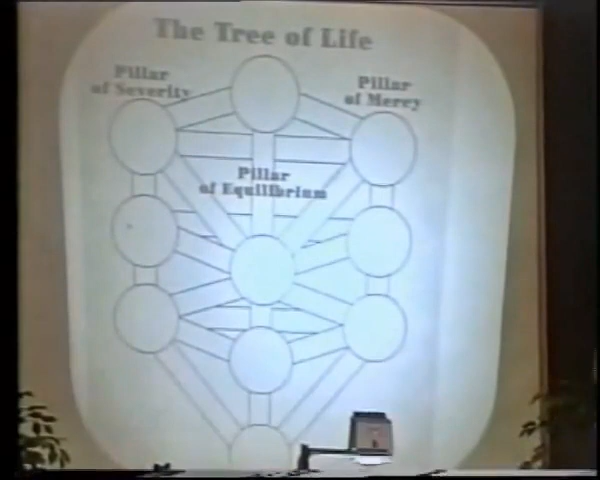 The Tree of Life
Pillar
of Severity
Pillar
of Mercy
Pillar
of Equilibrium